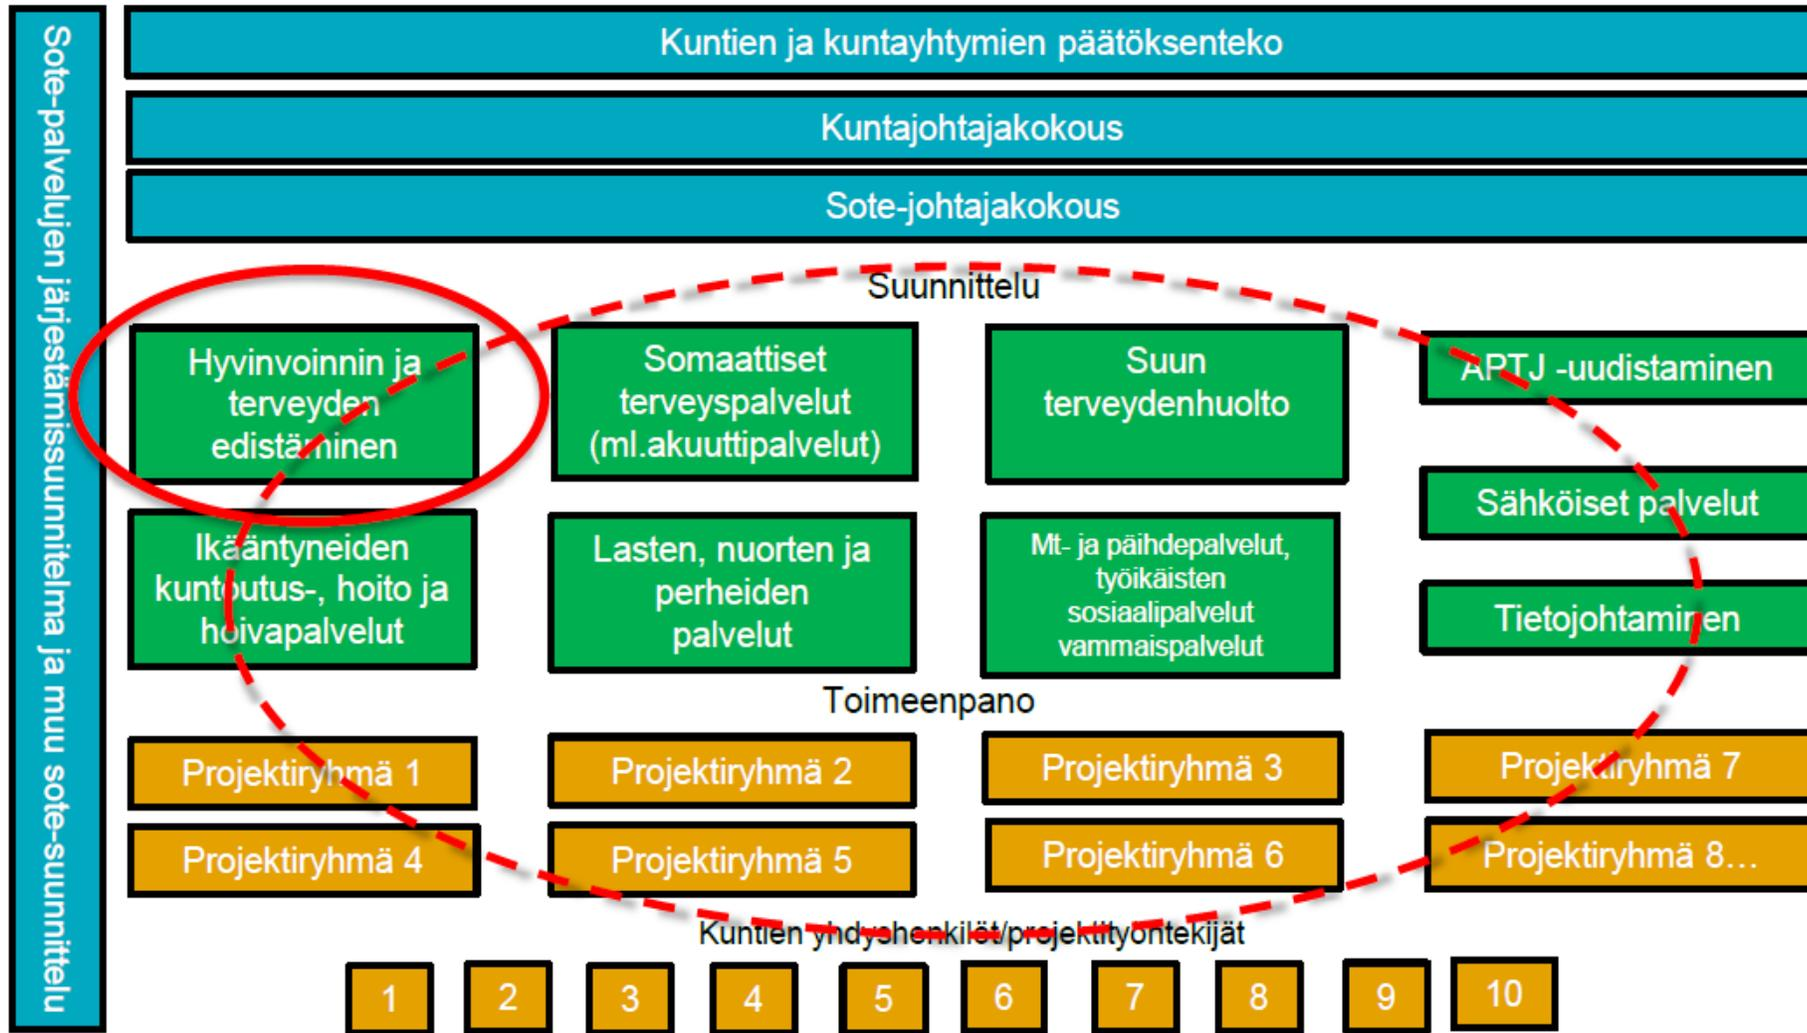 Sote-palvelujen järjestämissuunnitelma ja muu sote-suunnittelu
Kuntien ja kuntayhtymien päätöksenteko
Kuntajohtajakokous
Sote-johtajakokous
Suunnittelu
Hyvinvoinnin ja
terveyden
edistäminen
Somaattiset
terveyspalvelut
(ml.akuuttipalvelut)
Suun
terveydenhuolto
APTJ -uudistaminen
Sähköiset palvelut
Tietojohtaminen
Ikääntyneiden
kuntoutus-, hoito ja
hoivapalvelut
Lasten, nuorten ja
perheiden
palvelut
Mt- ja päihdepalvelut,
työikäisten
sosiaalipalvelut
vammaispalvelut
Toimeenpano
Projektiryhmä 1
Projektiryhmä 2
Projektiryhmä 3
Projektiryhmä 7
Projektiryhmä 4
Projektiryhmä 5
Projektiryhmä 6
Projektiryhmä 8...
Kuntien yhdyshenkilöt/projektityöntekijät
1
2
3
4
5
6
7
8
9
10